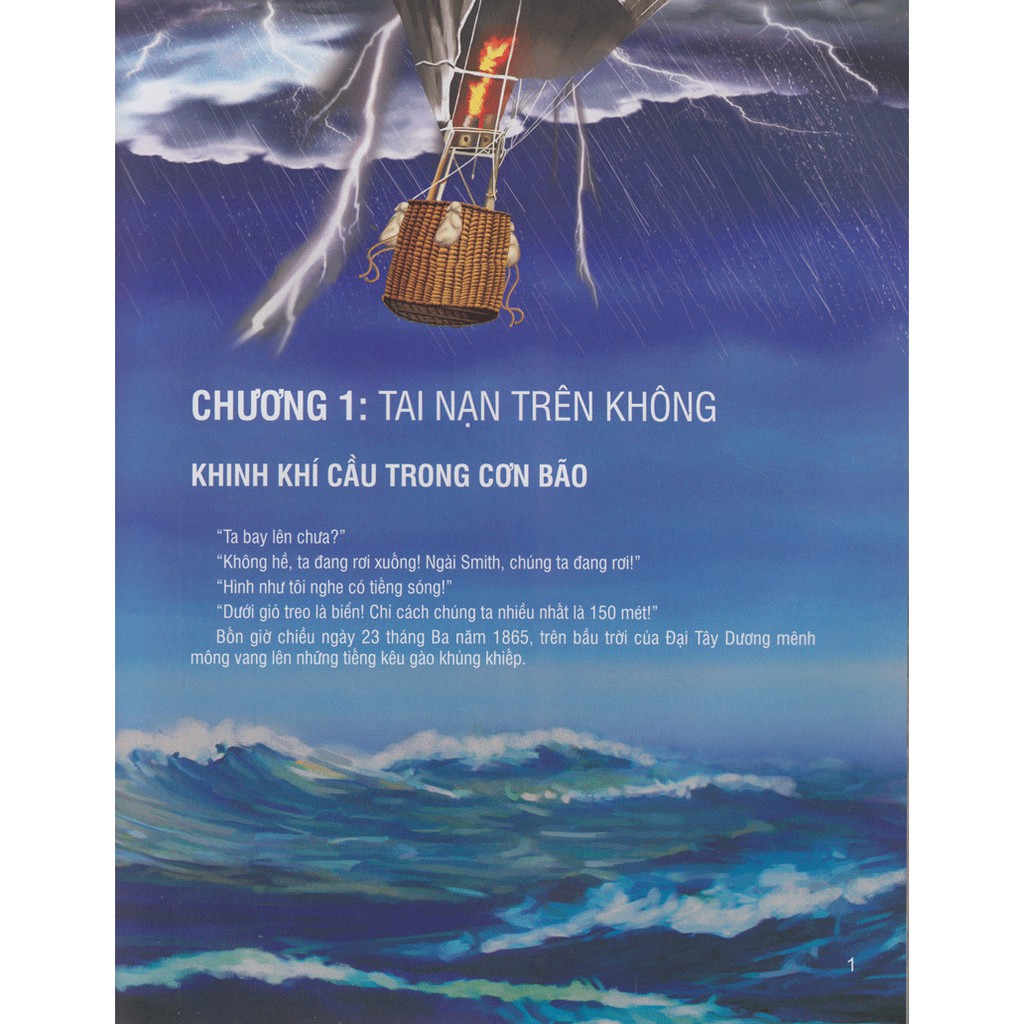 CHƯƠNG 1: TAI NẠN TRÊN KHÔNG
KHINH KHÍ CẦU TRONG CƠN BÃO
“Ta bay lên chưa?”
“Không hề, ta đang rơi xuống! Ngài Smith, chúng ta đang rơi!”
“Hình như tôi nghe có tiếng sóng!”
“Dưới giỏ treo là biển! Chỉ cách chúng ta nhiều nhất là 150 mét!”
Bốn giờ chiều ngày 23 tháng Ba năm 1865, trên bầu trời của Đại Tây Dương mênh
mông vang lên những tiếng kêu gào khủng khiếp.
1